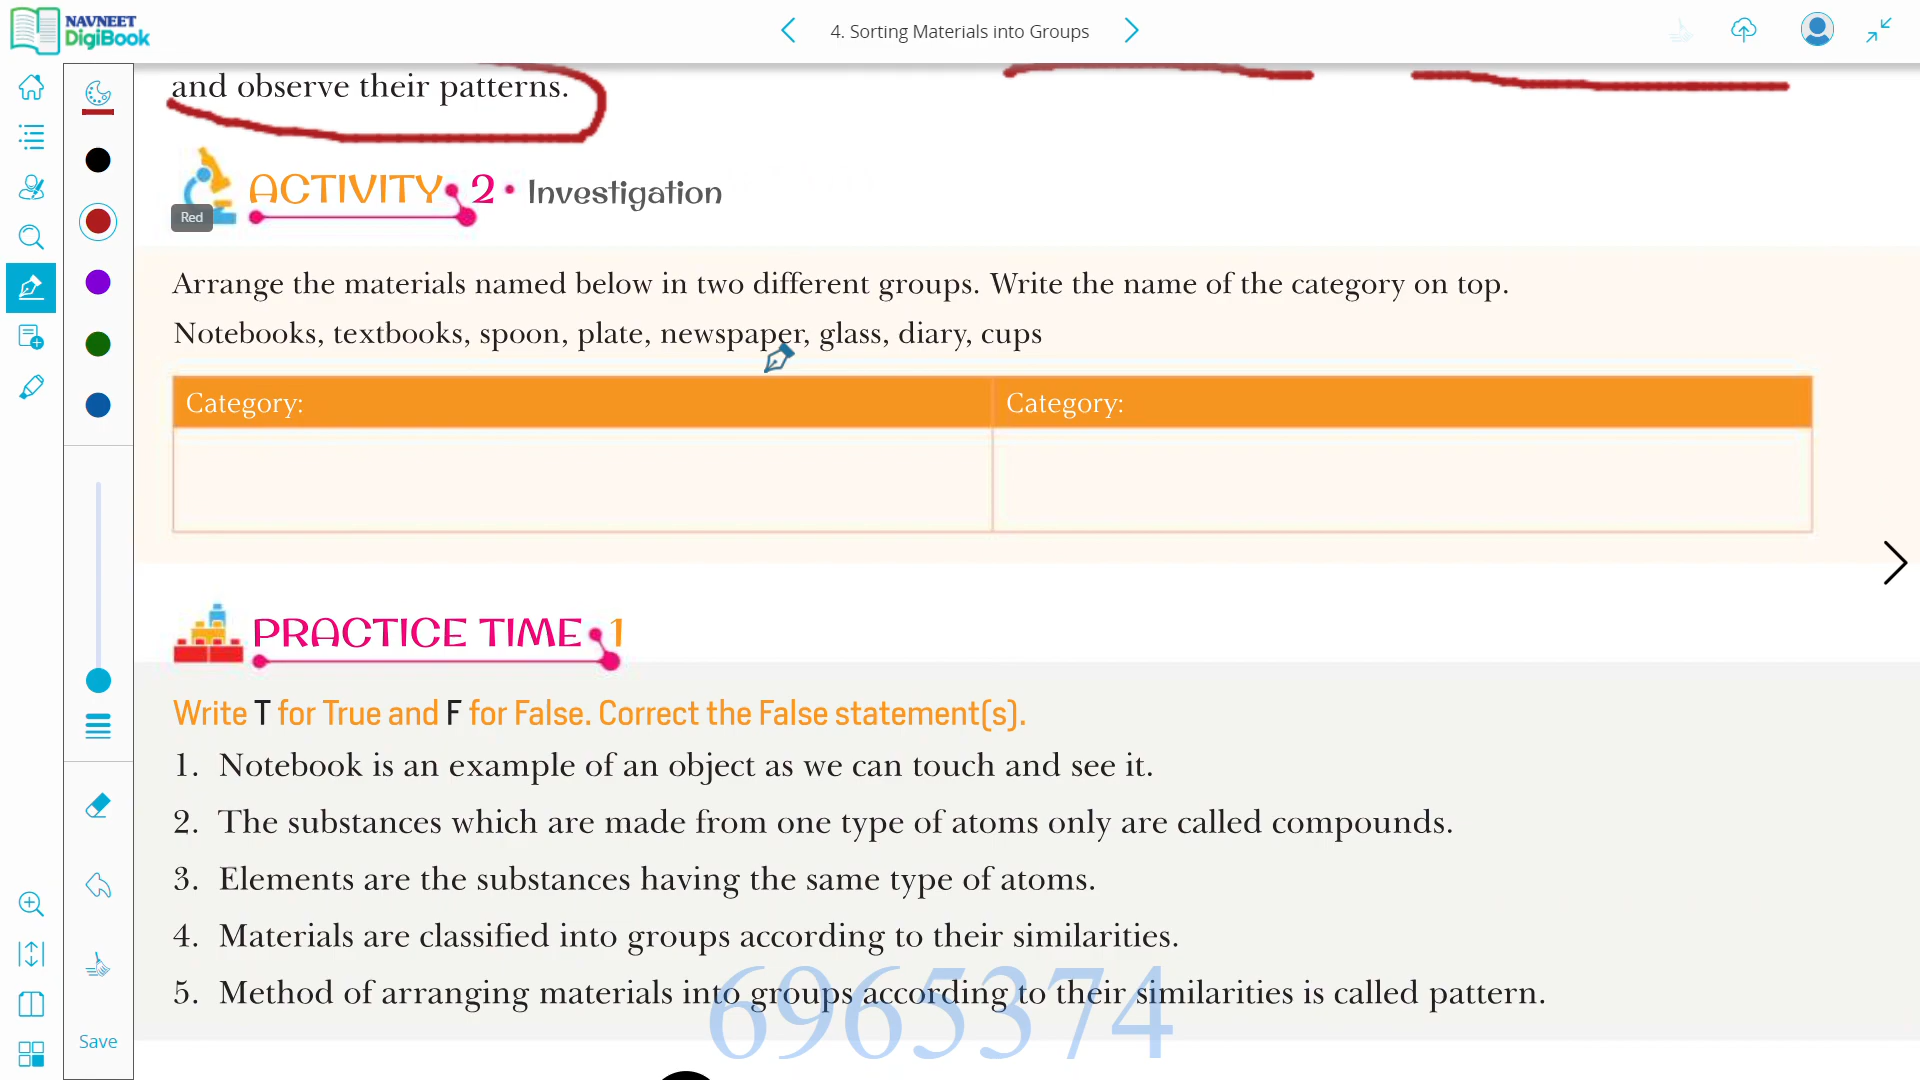 NAVNEET
DigiBook
4. Sorting Materials into Groups
and observe their patterns.
ACTIVITY 2 • Investigation
Red
Arrange the materials named below in two different groups. Write the name of the category on top.
Notebooks, textbooks, spoon, plate, newspaper, glass, diary, cups
Category: Category:
PRACTICE TIME 1
Write T for True and F for False. Correct the False statement(s).
1. Notebook is an example of an object as we can touch and see it.
2. The substances which are made from one type of atoms only are called compounds.
3. Elements are the substances having the same type of atoms.
4. Materials are classified into groups according to their similarities.
5. Method of arranging materials into groups according to their similarities is called pattern.
6965374
Save